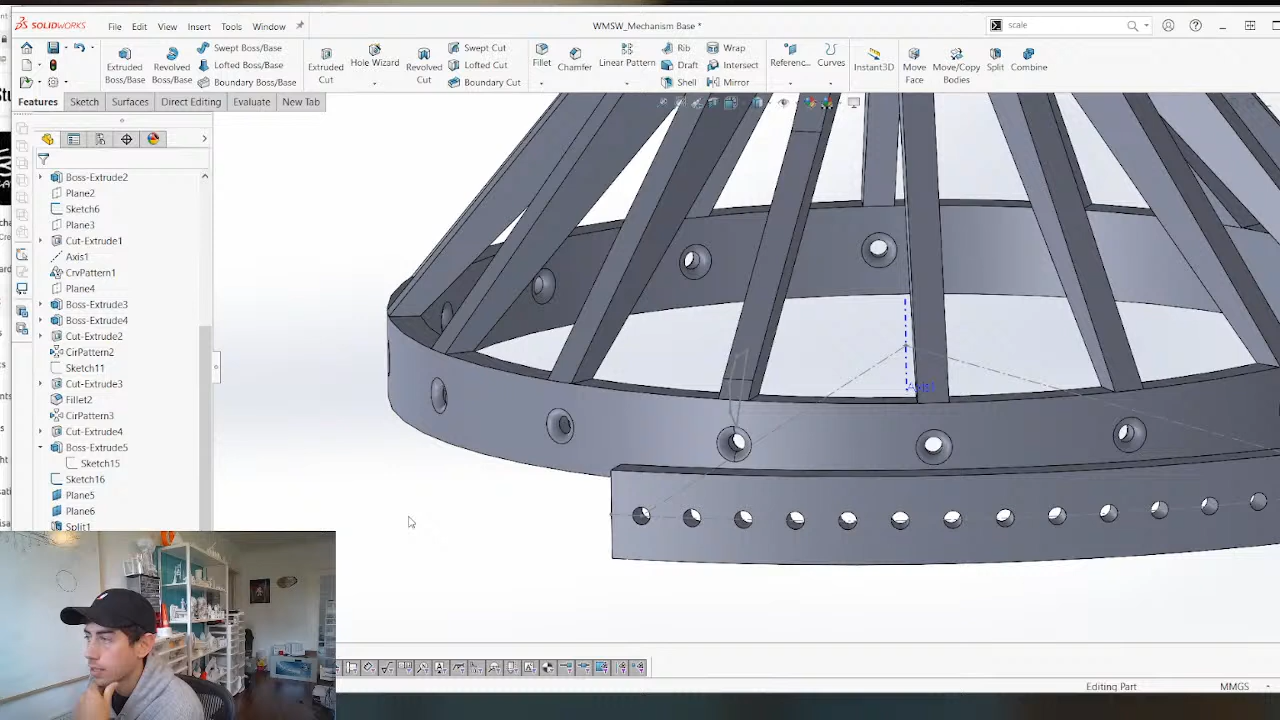 SOLIDWORKS File Edit View Insert Tools Window WMSW_Mechanism Base * scale
Extruded Boss/Base Revolved Boss/Base Swept Boss/Base Lofted Boss/Base Boundary Boss/Base Extruded Cut Hole Wizard Revolved Cut Swept Cut Lofted Cut Boundary Cut Fillet Chamfer Linear Pattern Rib Draft Shell Wrap Intersect Mirror Referenc... Curves Instant3D Move Face Move/Copy Bodies Split Combine
Features Sketch Surfaces Direct Editing Evaluate New Tab
Boss-Extrude2
Plane2
Sketch6
Plane3
Cut-Extrude1
Axis1
CrvPattern1
Plane4
Boss-Extrude3
Boss-Extrude4
Cut-Extrude2
CirPattern2
Sketch11
Cut-Extrude3
Fillet2
CirPattern3
Cut-Extrude4
Boss-Extrude5
Sketch15
Sketch16
Plane5
Plane6
Split1
Editing Part MMGS